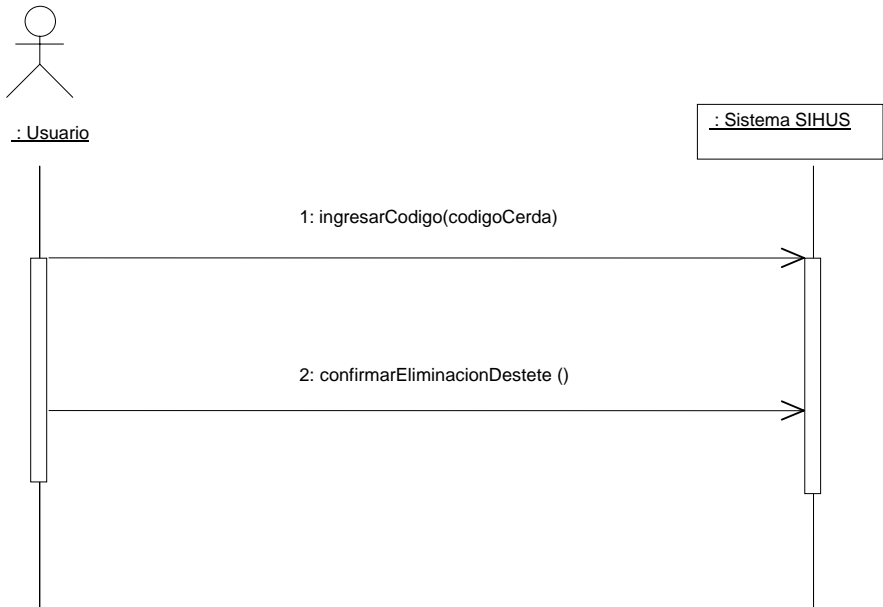 : Usuario
: Sistema SIHUS
1: ingresarCodigo(codigoCerda)
2: confirmarEliminacionDestete ()